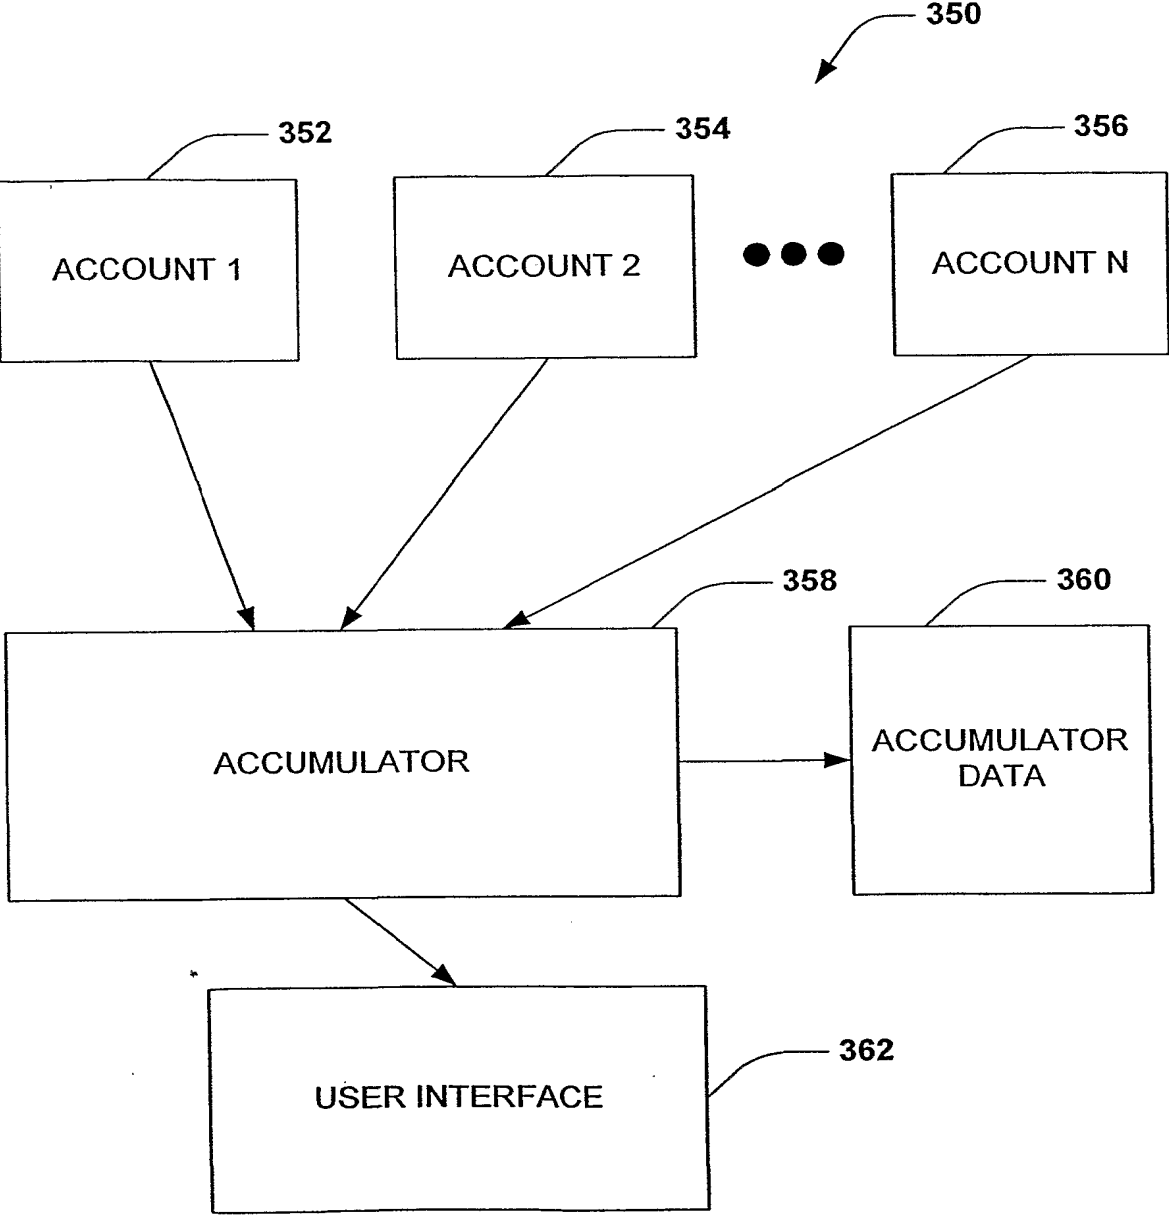 350
352
354
356
ACCOUNT 1
ACCOUNT 2
ACCOUNT N
358
360
ACCUMULATOR
ACCUMULATOR
DATA
362
USER INTERFACE